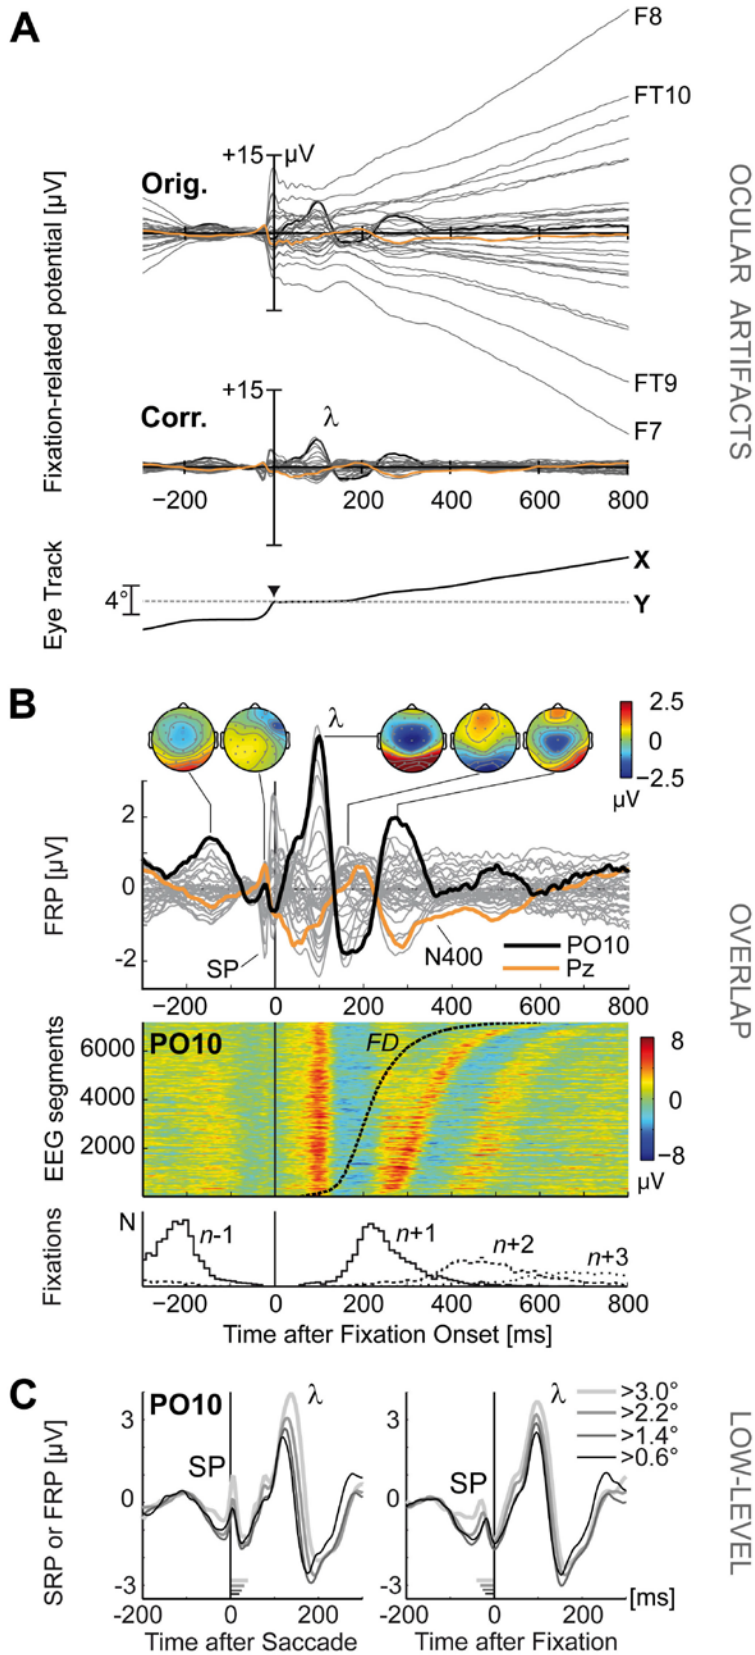 A
F8
FT10
+15 µV
Orig.
Fixation-related potential [µV]
OCULAR ARTIFACTS
FT9
+15
F7
Corr.
λ
−200 200 400 600 800
Eye Track
X
4°
Y
B
λ
2.5
0
−2.5
µV
2
0
−2
FRP [µV]
SP
N400
PO10
Pz
−200 0 200 400 600 800
OVERLAP
PO10
FD
6000
4000
2000
EEG segments
8
0
−8
µV
N
Fixations
n-1
n+1
n+2
n+3
−200 0 200 400 600 800
Time after Fixation Onset [ms]
C
PO10
λ
SP
3
0
-3
SRP or FRP [µV]
-200 0 200
Time after Saccade
λ
SP
>3.0°
>2.2°
>1.4°
>0.6°
[ms]
-200 0 200
Time after Fixation
LOW-LEVEL